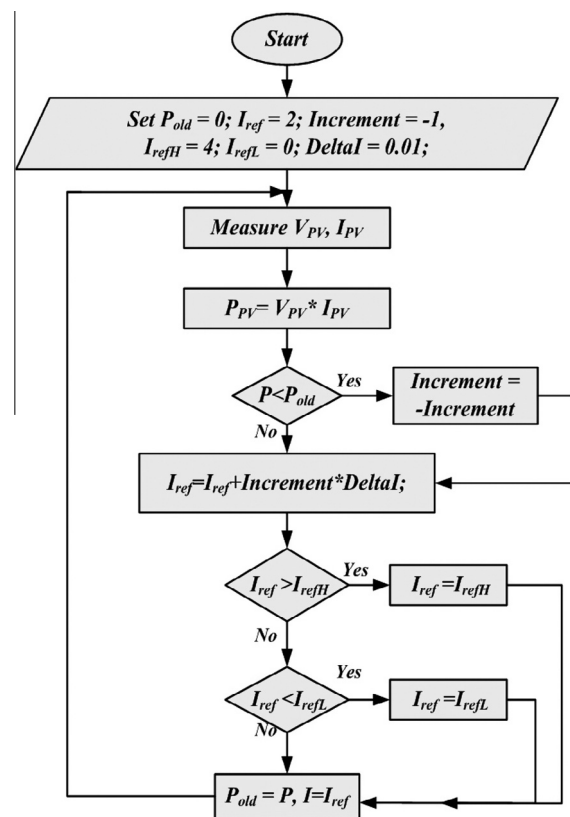 Start
Set P_old = 0; I_ref = 2; Increment = -1,
I_refH = 4; I_refL = 0; DeltaI = 0.01;
Measure V_PV, I_PV
P_PV= V_PV* I_PV
P<P_old
Yes
Increment =
-Increment
No
I_ref=I_ref+Increment*DeltaI;
I_ref >I_refH
Yes
I_ref =I_refH
No
I_ref <I_refL
Yes
I_ref =I_refL
No
P_old = P, I=I_ref